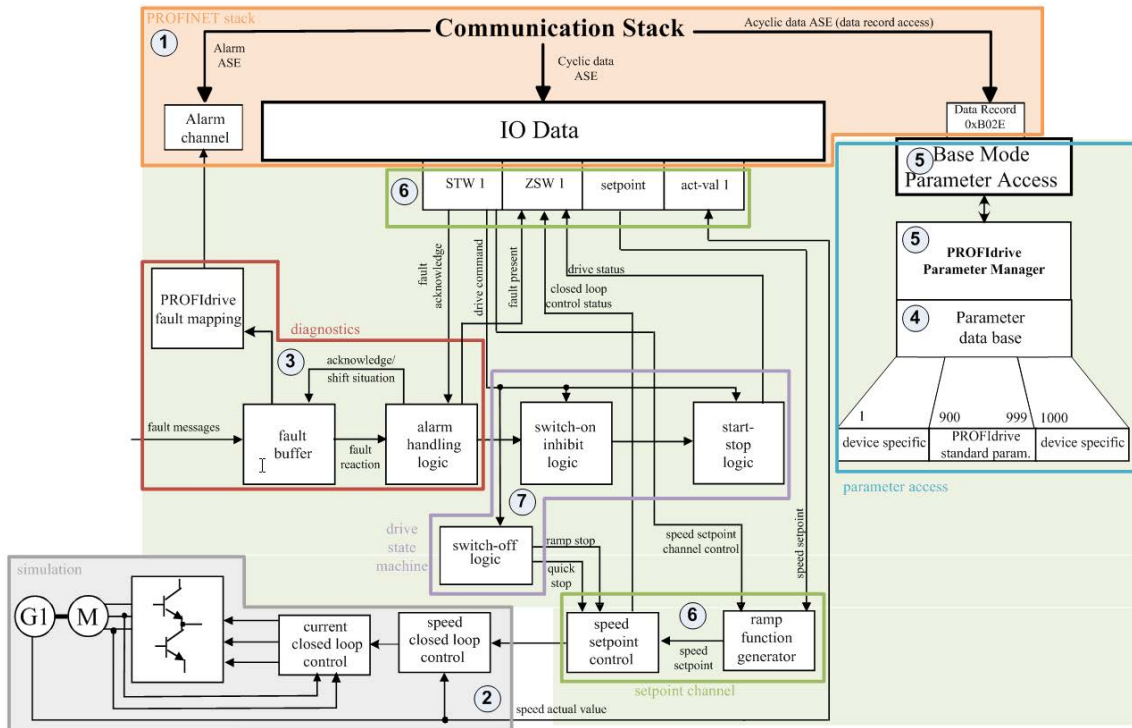 PROFINET stack
Communication Stack
Acyclic data ASE (data record access)
1
Alarm
ASE
Cyclic data
ASE
Alarm
channel
IO Data
Data Record
0xB02E
5
Base Mode
Parameter Access
6
STW 1
ZSW 1
setpoint
act-val 1
fault
acknowledge
drive command
fault present
drive status
closed loop
control status
5
PROFIdrive
Parameter Manager
PROFIdrive
fault mapping
diagnostics
4
Parameter
data base
3
acknowledge/
shift situation
1
900
999
1000
device specific
PROFIdrive
standard param.
device specific
parameter access
fault messages
fault
buffer
fault
reaction
alarm
handling
logic
switch-on
inhibit
logic
start-
stop
logic
7
drive
state
machine
switch-off
logic
ramp stop
quick
stop
speed setpoint
channel control
speed setpoint
simulation
G1
M
current
closed loop
control
speed
closed loop
control
speed
setpoint
control
6
speed
setpoint
ramp
function
generator
setpoint channel
2
speed actual value